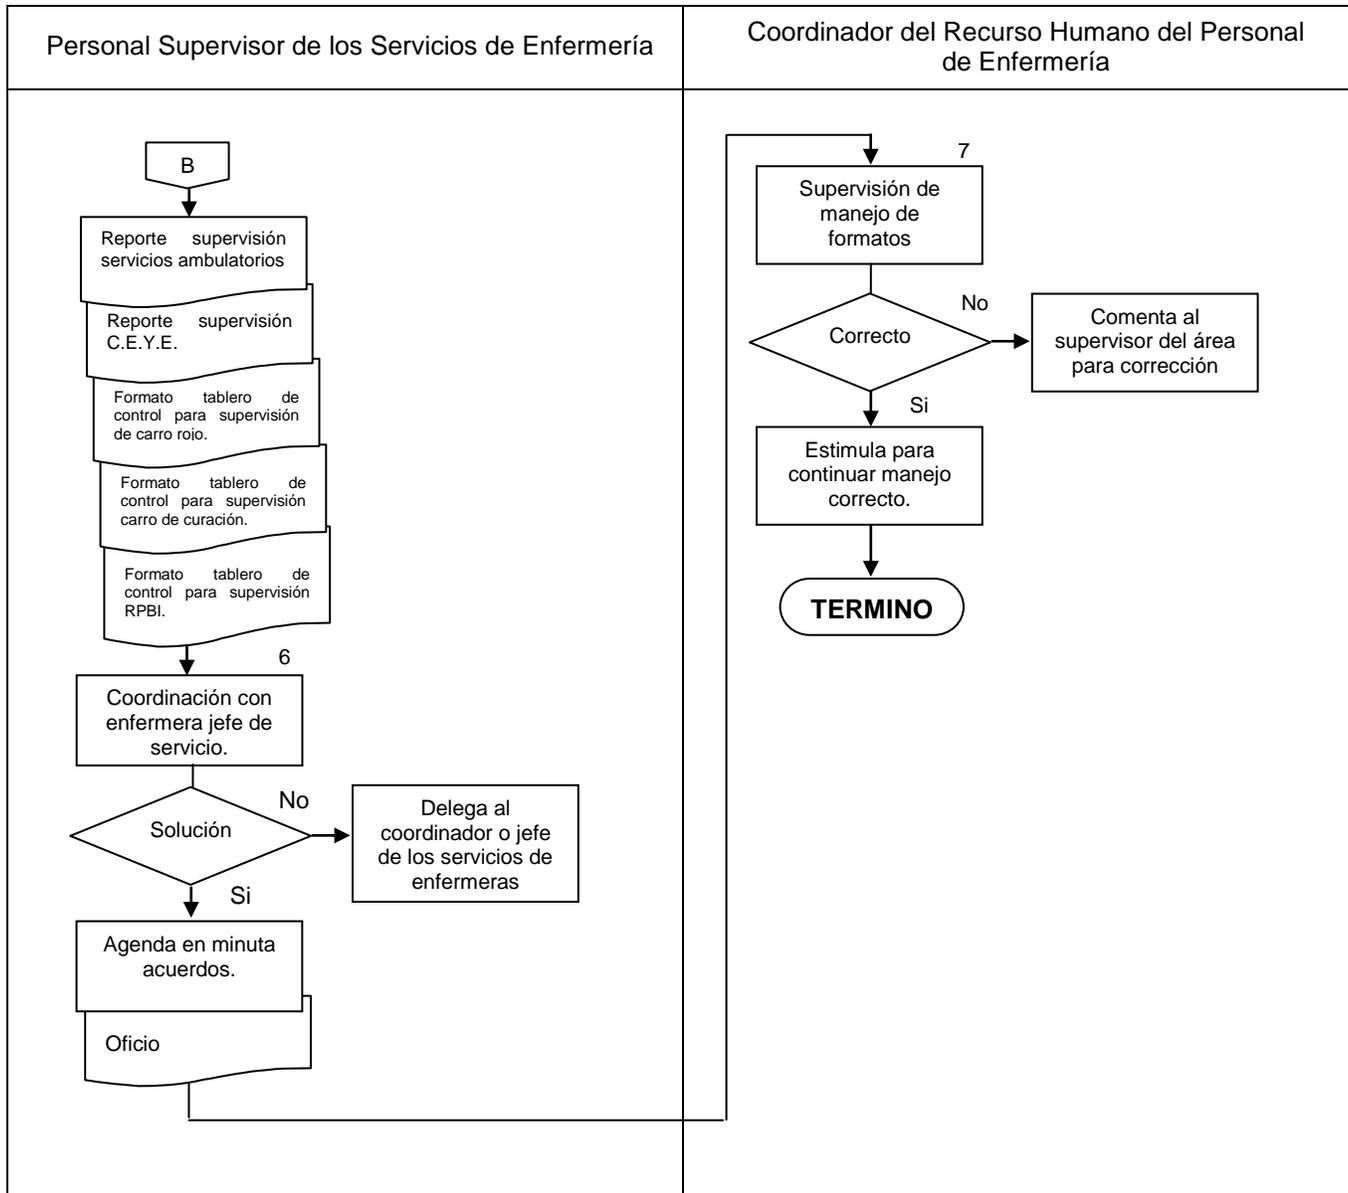 Personal Supervisor de los Servicios de Enfermería
Coordinador del Recurso Humano del Personal
de Enfermería
B
Reporte supervisión
servicios ambulatorios
Reporte supervisión
C.E.Y.E.
Formato tablero de
control para supervisión
de carro rojo.
Formato tablero de
control para supervisión
carro de curación.
Formato tablero de
control para supervisión
RPBI.
6
Coordinación con
enfermera jefe de
servicio.
Solución
No
Delega al
coordinador o jefe
de los servicios de
enfermeras
Si
Agenda en minuta
acuerdos.
Oficio
7
Supervisión de
manejo de
formatos
Correcto
No
Comenta al
supervisor del área
para corrección
Si
Estimula para
continuar manejo
correcto.
TERMINO